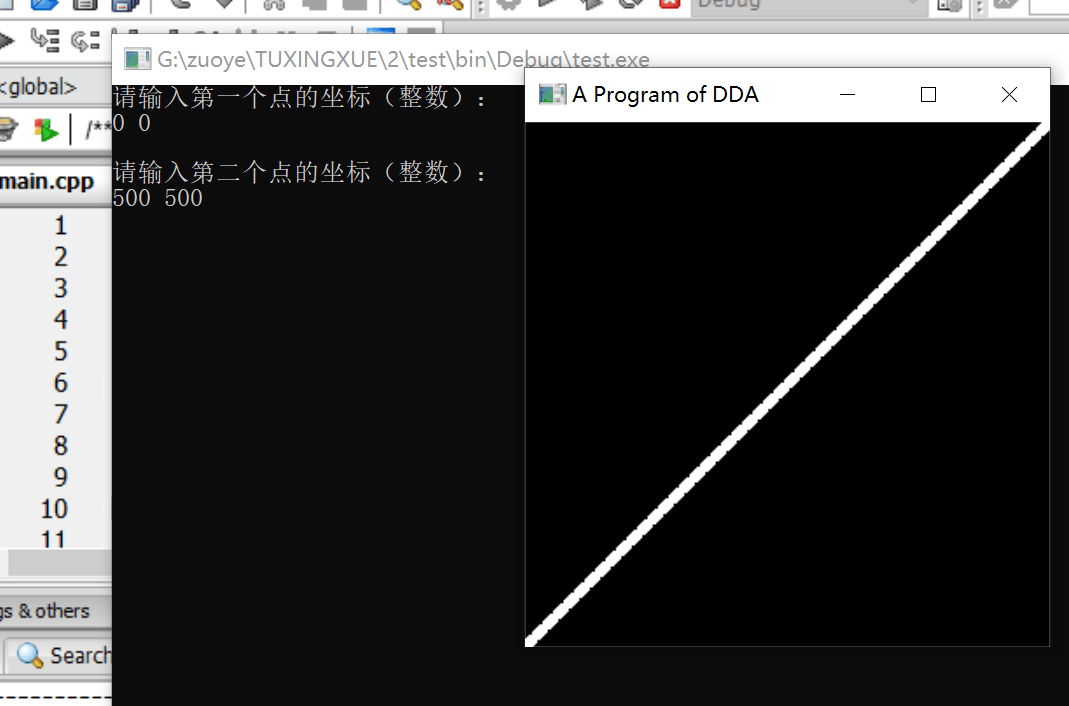 Debug
G:\zuoye\TUXINGXUE\2\test\bin\Debug\test.exe
A Program of DDA
<global>
/**
main.cpp
请输入第一个点的坐标（整数）：
0 0
请输入第二个点的坐标（整数）：
500 500
1
2
3
4
5
6
7
8
9
10
11
gs & others
Search